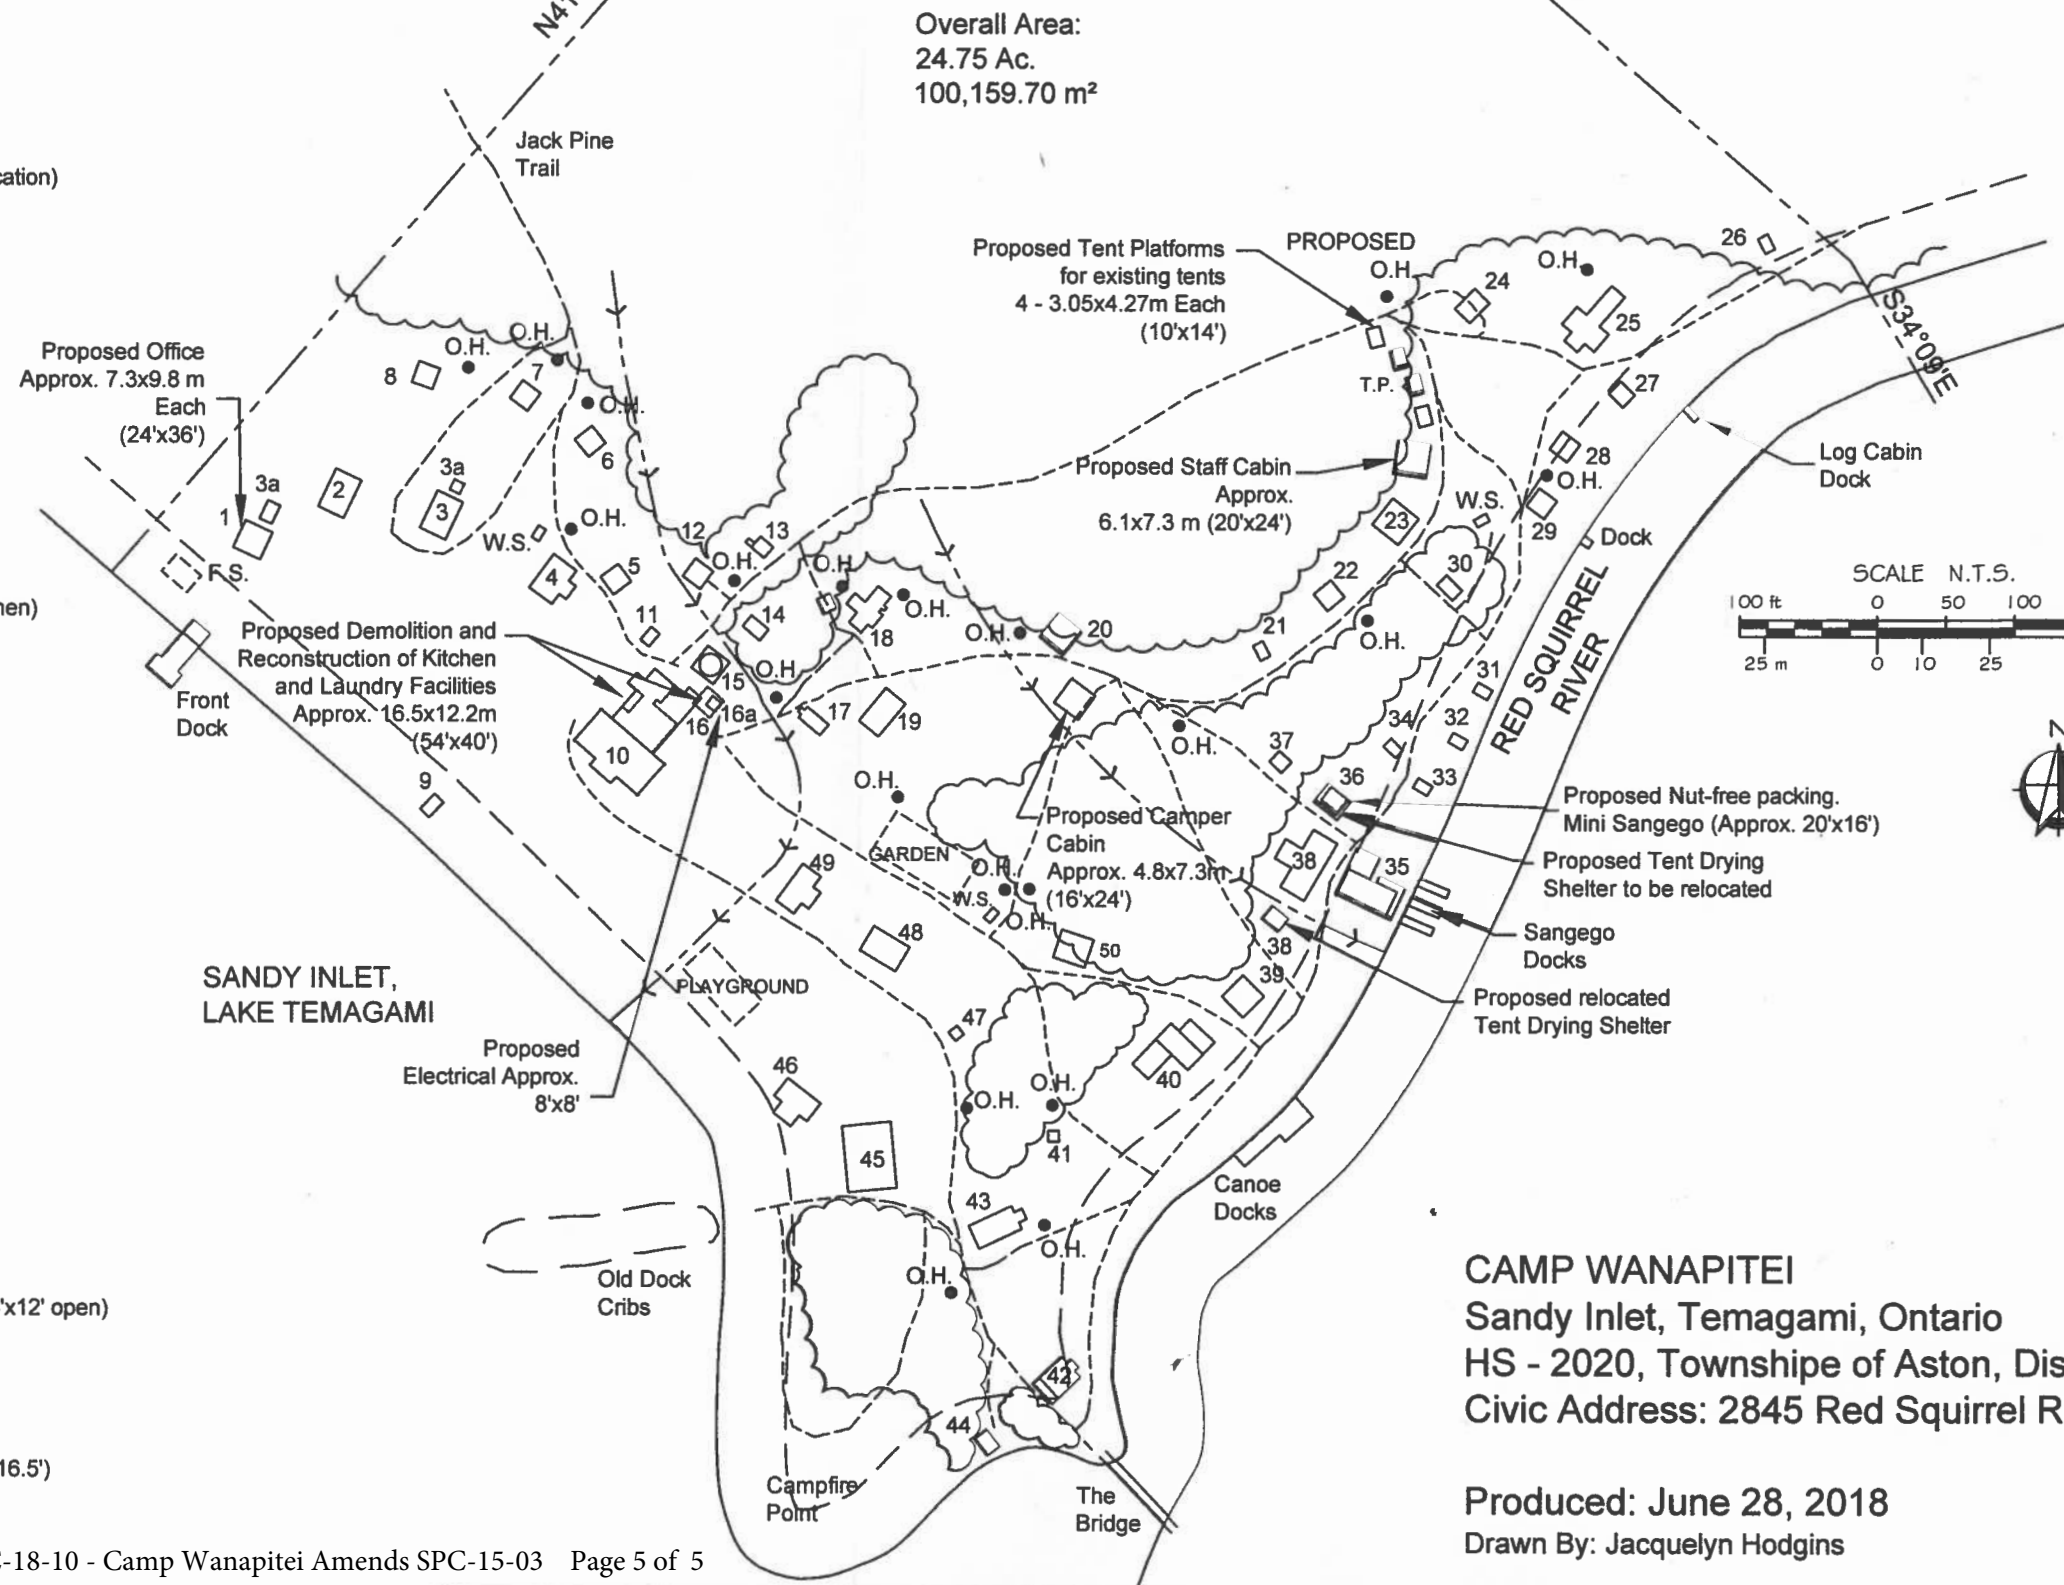 N41
Overall Area:
24.75 Ac.
100,159.70 m²
Jack Pine
Trail
cation)
Proposed Tent Platforms
for existing tents
4 - 3.05x4.27m Each
(10'x14')
PROPOSED
O.H.
O.H.
24
25
26
S34°09'E
Proposed Office
Approx. 7.3x9.8 m
Each
(24'x36')
O.H.
O.H.
8
7
O.H.
6
T.P.
27
Log Cabin
Dock
Proposed Staff Cabin
Approx.
6.1x7.3 m (20'x24')
28
O.H.
W.S.
29
Dock
3a
3a
1
2
3
O.H.
W.S.
12
13
23
30
F.S.
4
5
O.H.
O.H.
22
SCALE N.T.S.
100 ft 0 50 100
25 m 0 10 25
hen)
11
14
18
O.H.
O.H.
20
21
O.H.
RED SQUIRREL
RIVER
Proposed Demolition and
Reconstruction of Kitchen
and Laundry Facilities
Approx. 16.5x12.2m
(54'x40')
Front
Dock
O.H.
15
16
16a
17
19
10
9
31
32
34
33
O.H.
37
36
N
Proposed Nut-free packing.
Mini Sangego (Approx. 20'x16')
O.H.
GARDEN
Proposed Camper
Cabin
Approx. 4.8x7.3m
(16'x24')
38
35
Proposed Tent Drying
Shelter to be relocated
49
O.H.
W.S.
O.H.
48
50
38
39
Sangego
Docks
SANDY INLET,
LAKE TEMAGAMI
PLAYGROUND
Proposed relocated
Tent Drying Shelter
47
Proposed
Electrical Approx.
8'x8'
46
40
O.H.
O.H.
41
45
Canoe
Docks
43
O.H.
Old Dock
Cribs
O.H.
'x12' open)
CAMP WANAPITEI
Sandy Inlet, Temagami, Ontario
HS - 2020, Townshipe of Aston, Dis
Civic Address: 2845 Red Squirrel R
42
44
16.5')
Campfire
Point
The
Bridge
Produced: June 28, 2018
Drawn By: Jacquelyn Hodgins
-18-10 - Camp Wanapitei Amends SPC-15-03 Page 5 of 5